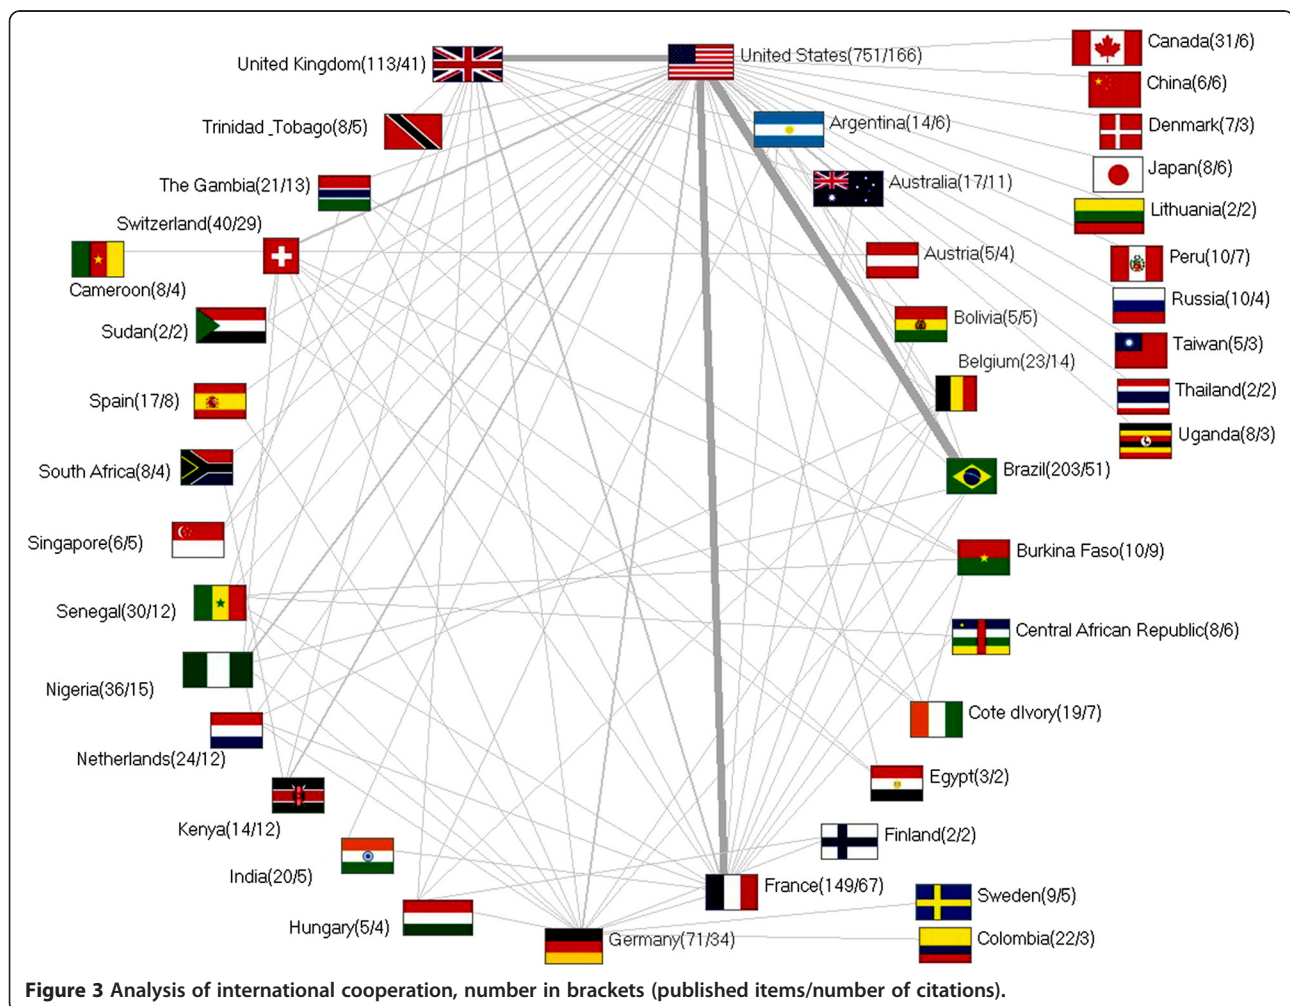 United Kingdom(113/41)
United States(751/166)
Canada(31/6)
China(6/6)
Trinidad_Tobago(8/5)
Argentina(14/6)
Denmark(7/3)
Japan(8/6)
The Gambia(21/13)
Australia(17/11)
Lithuania(2/2)
Switzerland(40/29)
Austria(5/4)
Peru(10/7)
Cameroon(8/4)
Russia(10/4)
Sudan(2/2)
Bolivia(5/5)
Taiwan(5/3)
Belgium(23/14)
Thailand(2/2)
Spain(17/8)
Uganda(8/3)
South Africa(8/4)
Brazil(203/51)
Singapore(6/5)
Burkina Faso(10/9)
Senegal(30/12)
Central African Republic(8/6)
Nigeria(36/15)
Cote dIvory(19/7)
Netherlands(24/12)
Egypt(3/2)
Kenya(14/12)
Finland(2/2)
India(20/5)
France(149/67)
Sweden(9/5)
Hungary(5/4)
Germany(71/34)
Colombia(22/3)
Figure 3 Analysis of international cooperation, number in brackets (published items/number of citations).